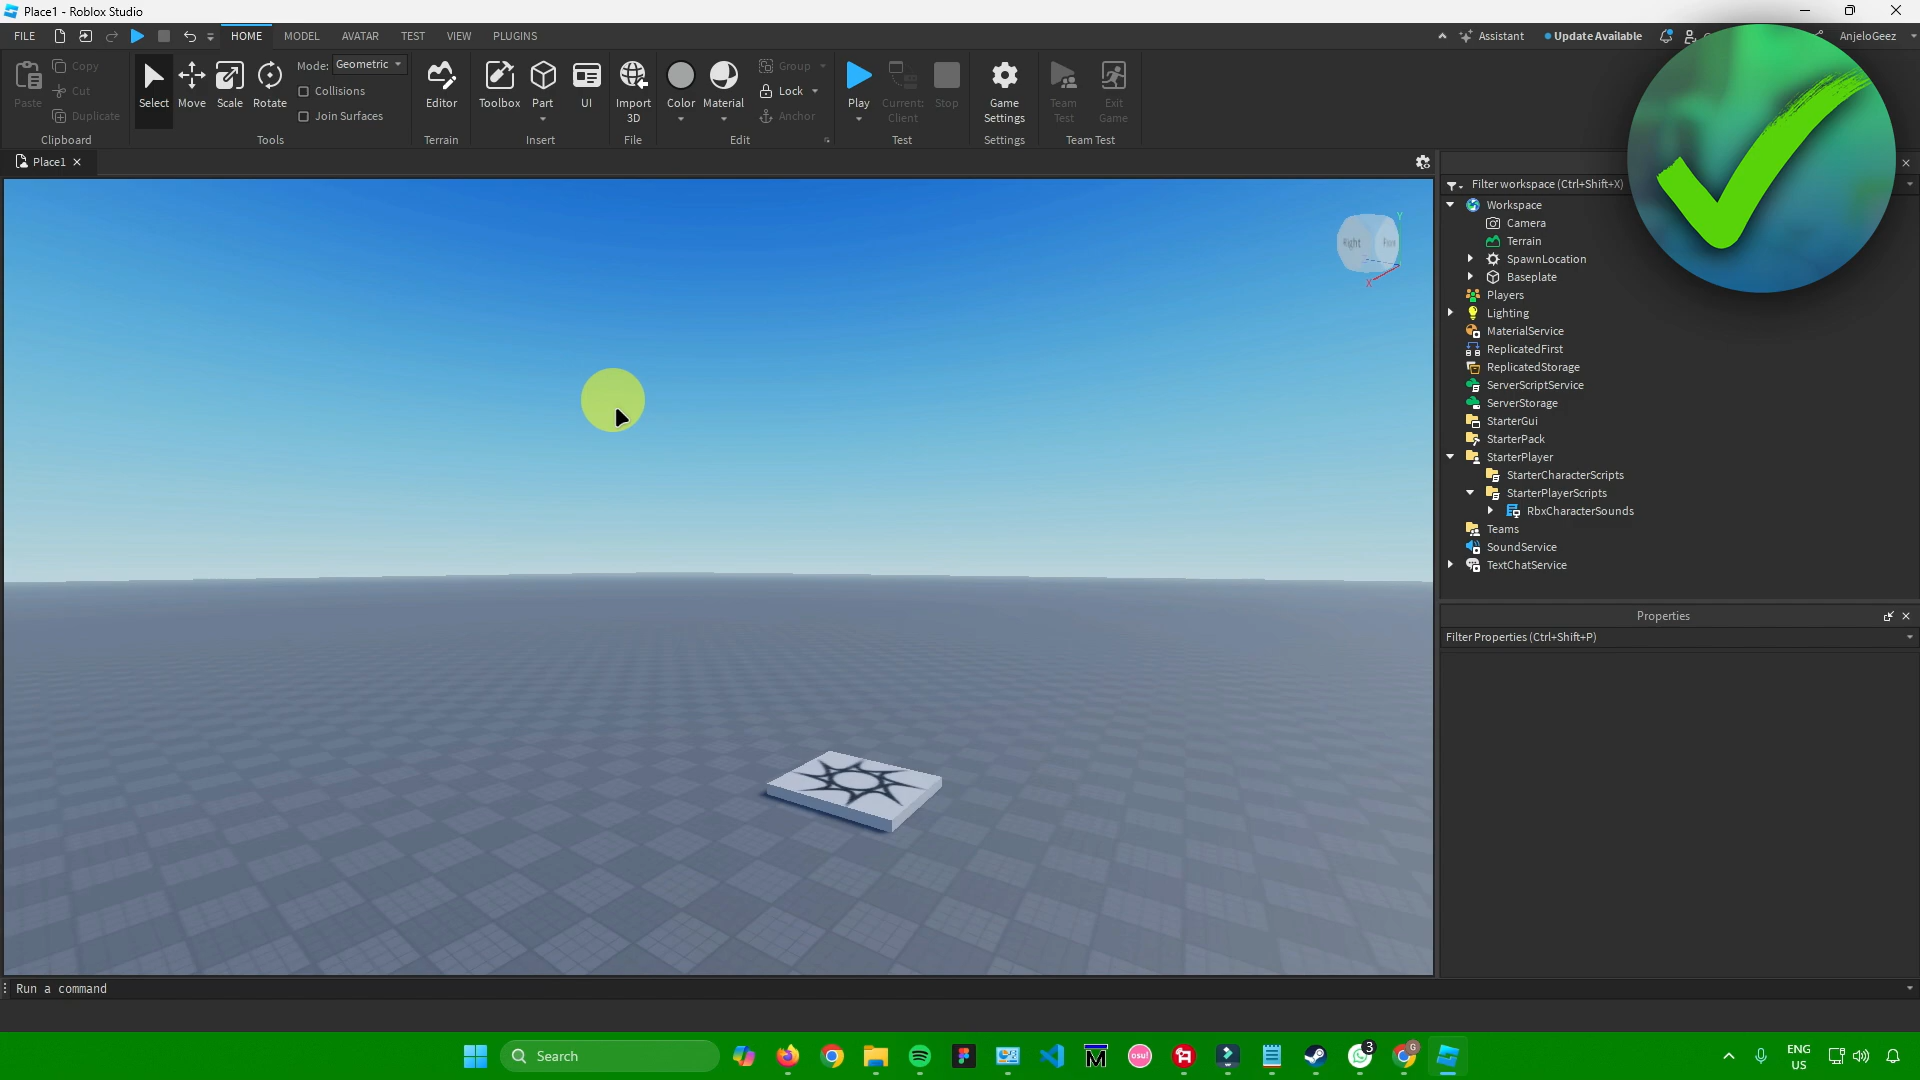 Place1 - Roblox Studio
FILE HOME MODEL AVATAR TEST VIEW PLUGINS Assistant Update Available AnjeloGeez
Paste Copy Cut Duplicate
Clipboard
Select Move Scale Rotate Mode: Geometric
Collisions
Join Surfaces
Tools
Editor
Terrain
Toolbox Part UI
Insert
Import 3D
File
Color Material Group Lock Anchor
Edit
Play Current: Client Stop
Test
Game Settings
Settings
Team Test Exit Game
Team Test
Place1
Filter workspace (Ctrl+Shift+X)
Workspace
Camera
Terrain
SpawnLocation
Baseplate
Players
Lighting
MaterialService
ReplicatedFirst
ReplicatedStorage
ServerScriptService
ServerStorage
StarterGui
StarterPack
StarterPlayer
StarterCharacterScripts
StarterPlayerScripts
RbxCharacterSounds
Teams
SoundService
TextChatService
Right
Y
X
Properties
Filter Properties (Ctrl+Shift+P)
Run a command
Search
osu!
3
G
ENG
US